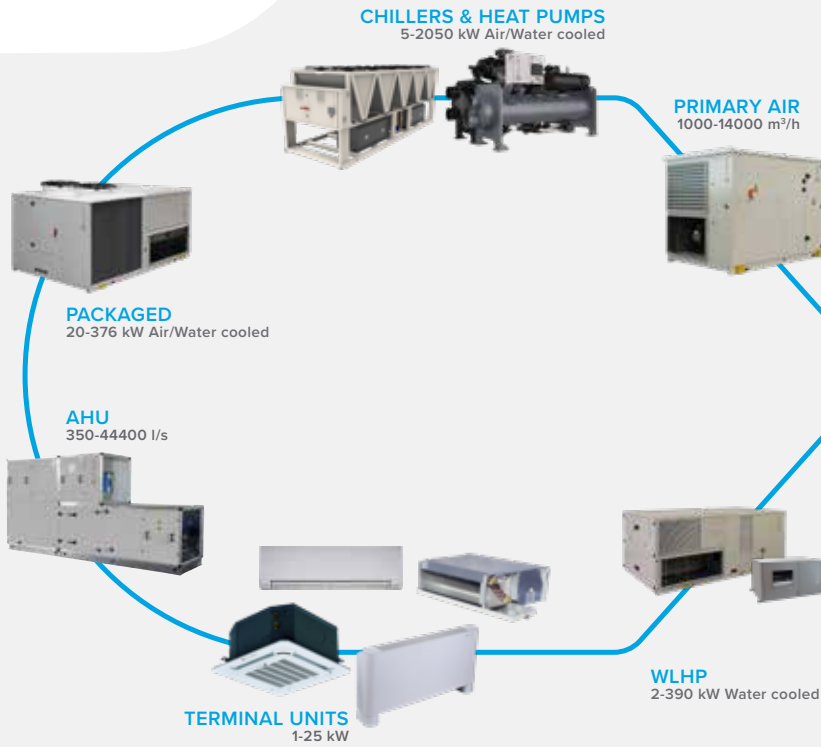 CHILLERS & HEAT PUMPS
5-2050 kW Air/Water cooled
PRIMARY AIR
1000-14000 m³/h
PACKAGED
20-376 kW Air/Water cooled
AHU
350-44400 l/s
WLHP
2-390 kW Water cooled
TERMINAL UNITS
1-25 kW